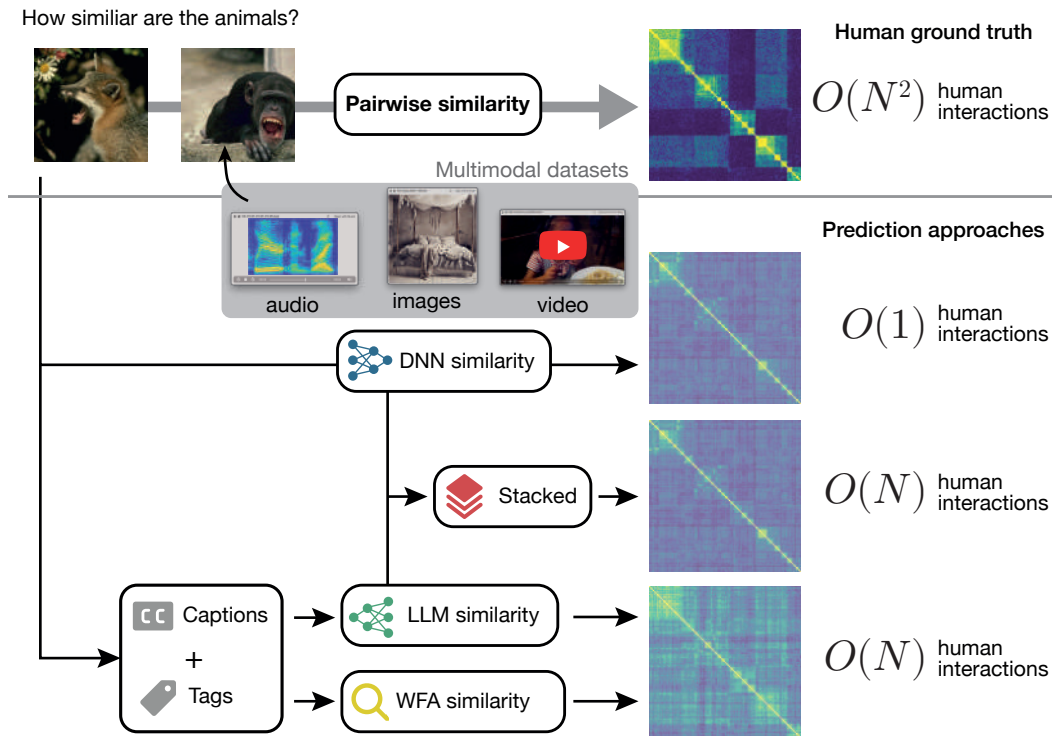 How similiar are the animals?
Pairwise similarity
Human ground truth
O(N²) human
interactions
Multimodal datasets
audio
images
video
Prediction approaches
DNN similarity
O(1) human
interactions
Stacked
O(N) human
interactions
CC Captions
+
Tags
LLM similarity
WFA similarity
O(N) human
interactions